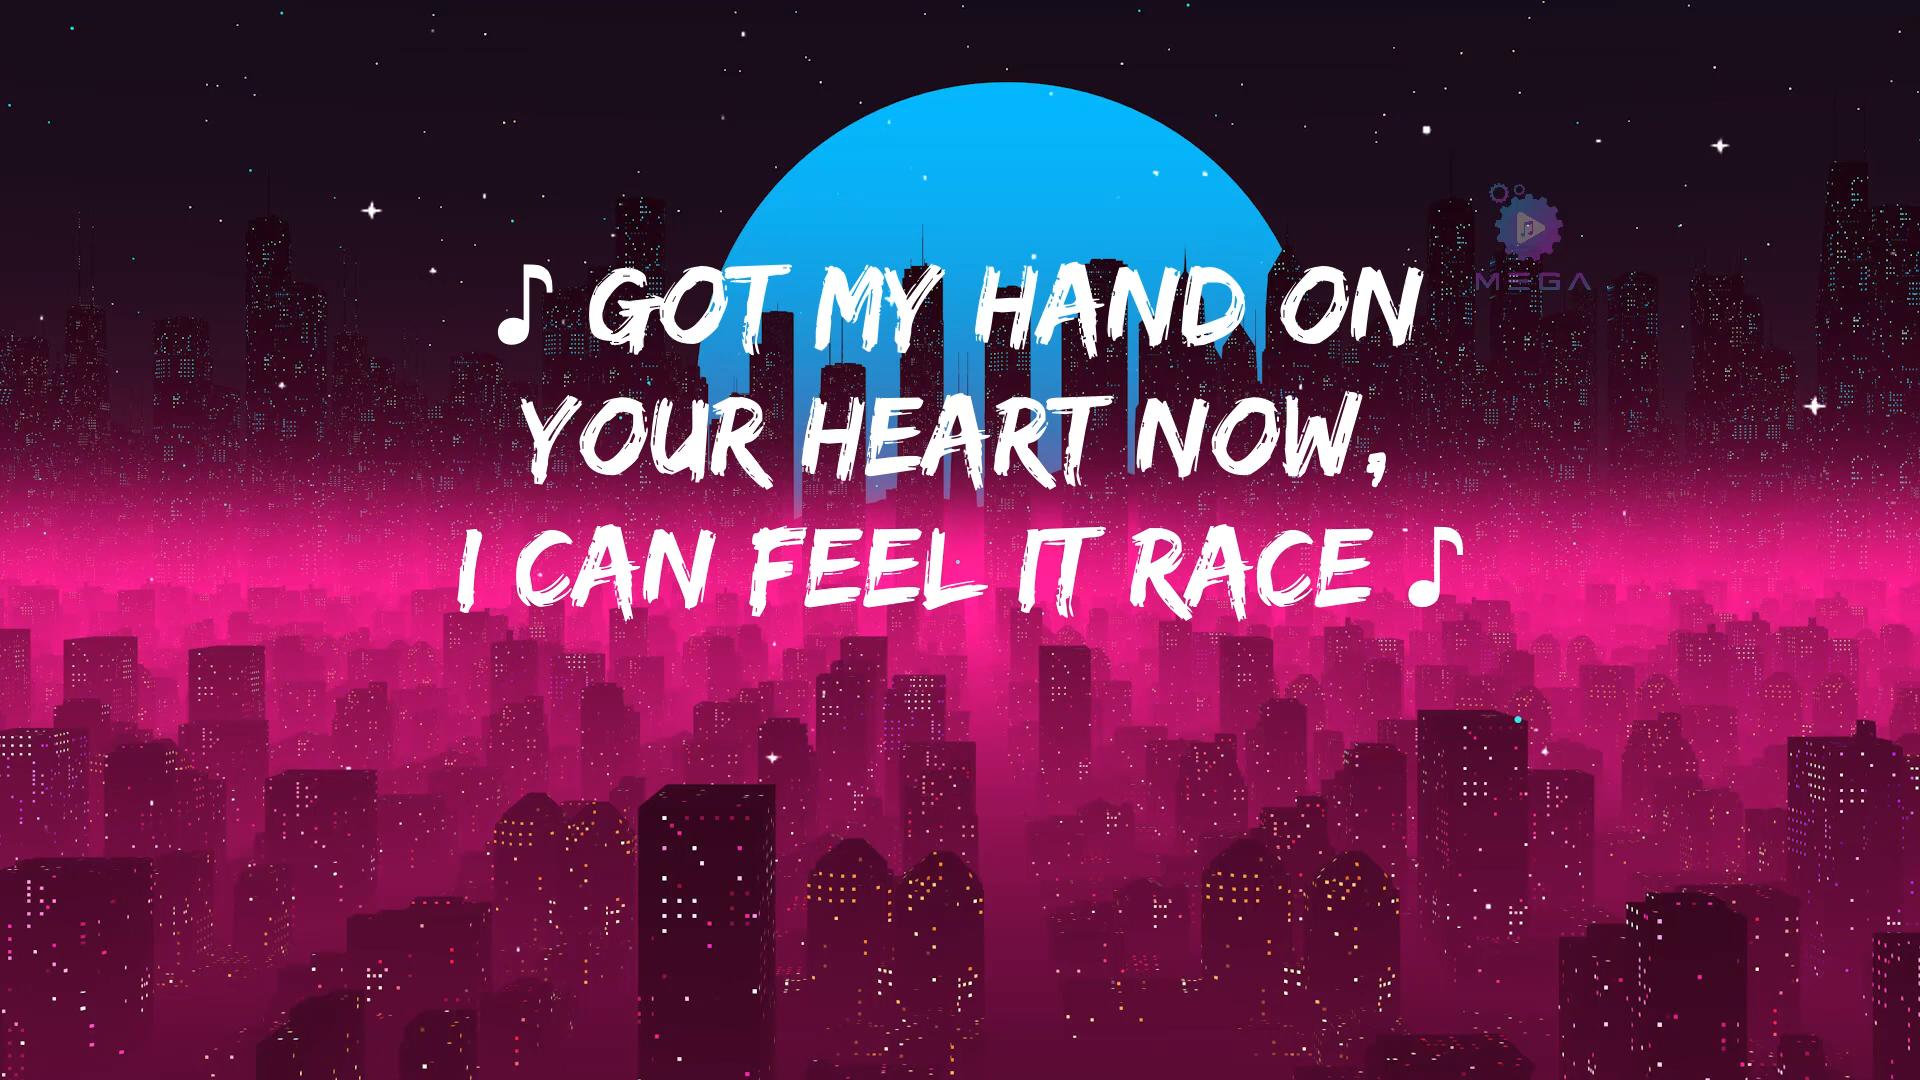 ♪ GOT MY HAND ON
YOUR HEART NOW,
I CAN FEEL IT RACE ♪
MEGA